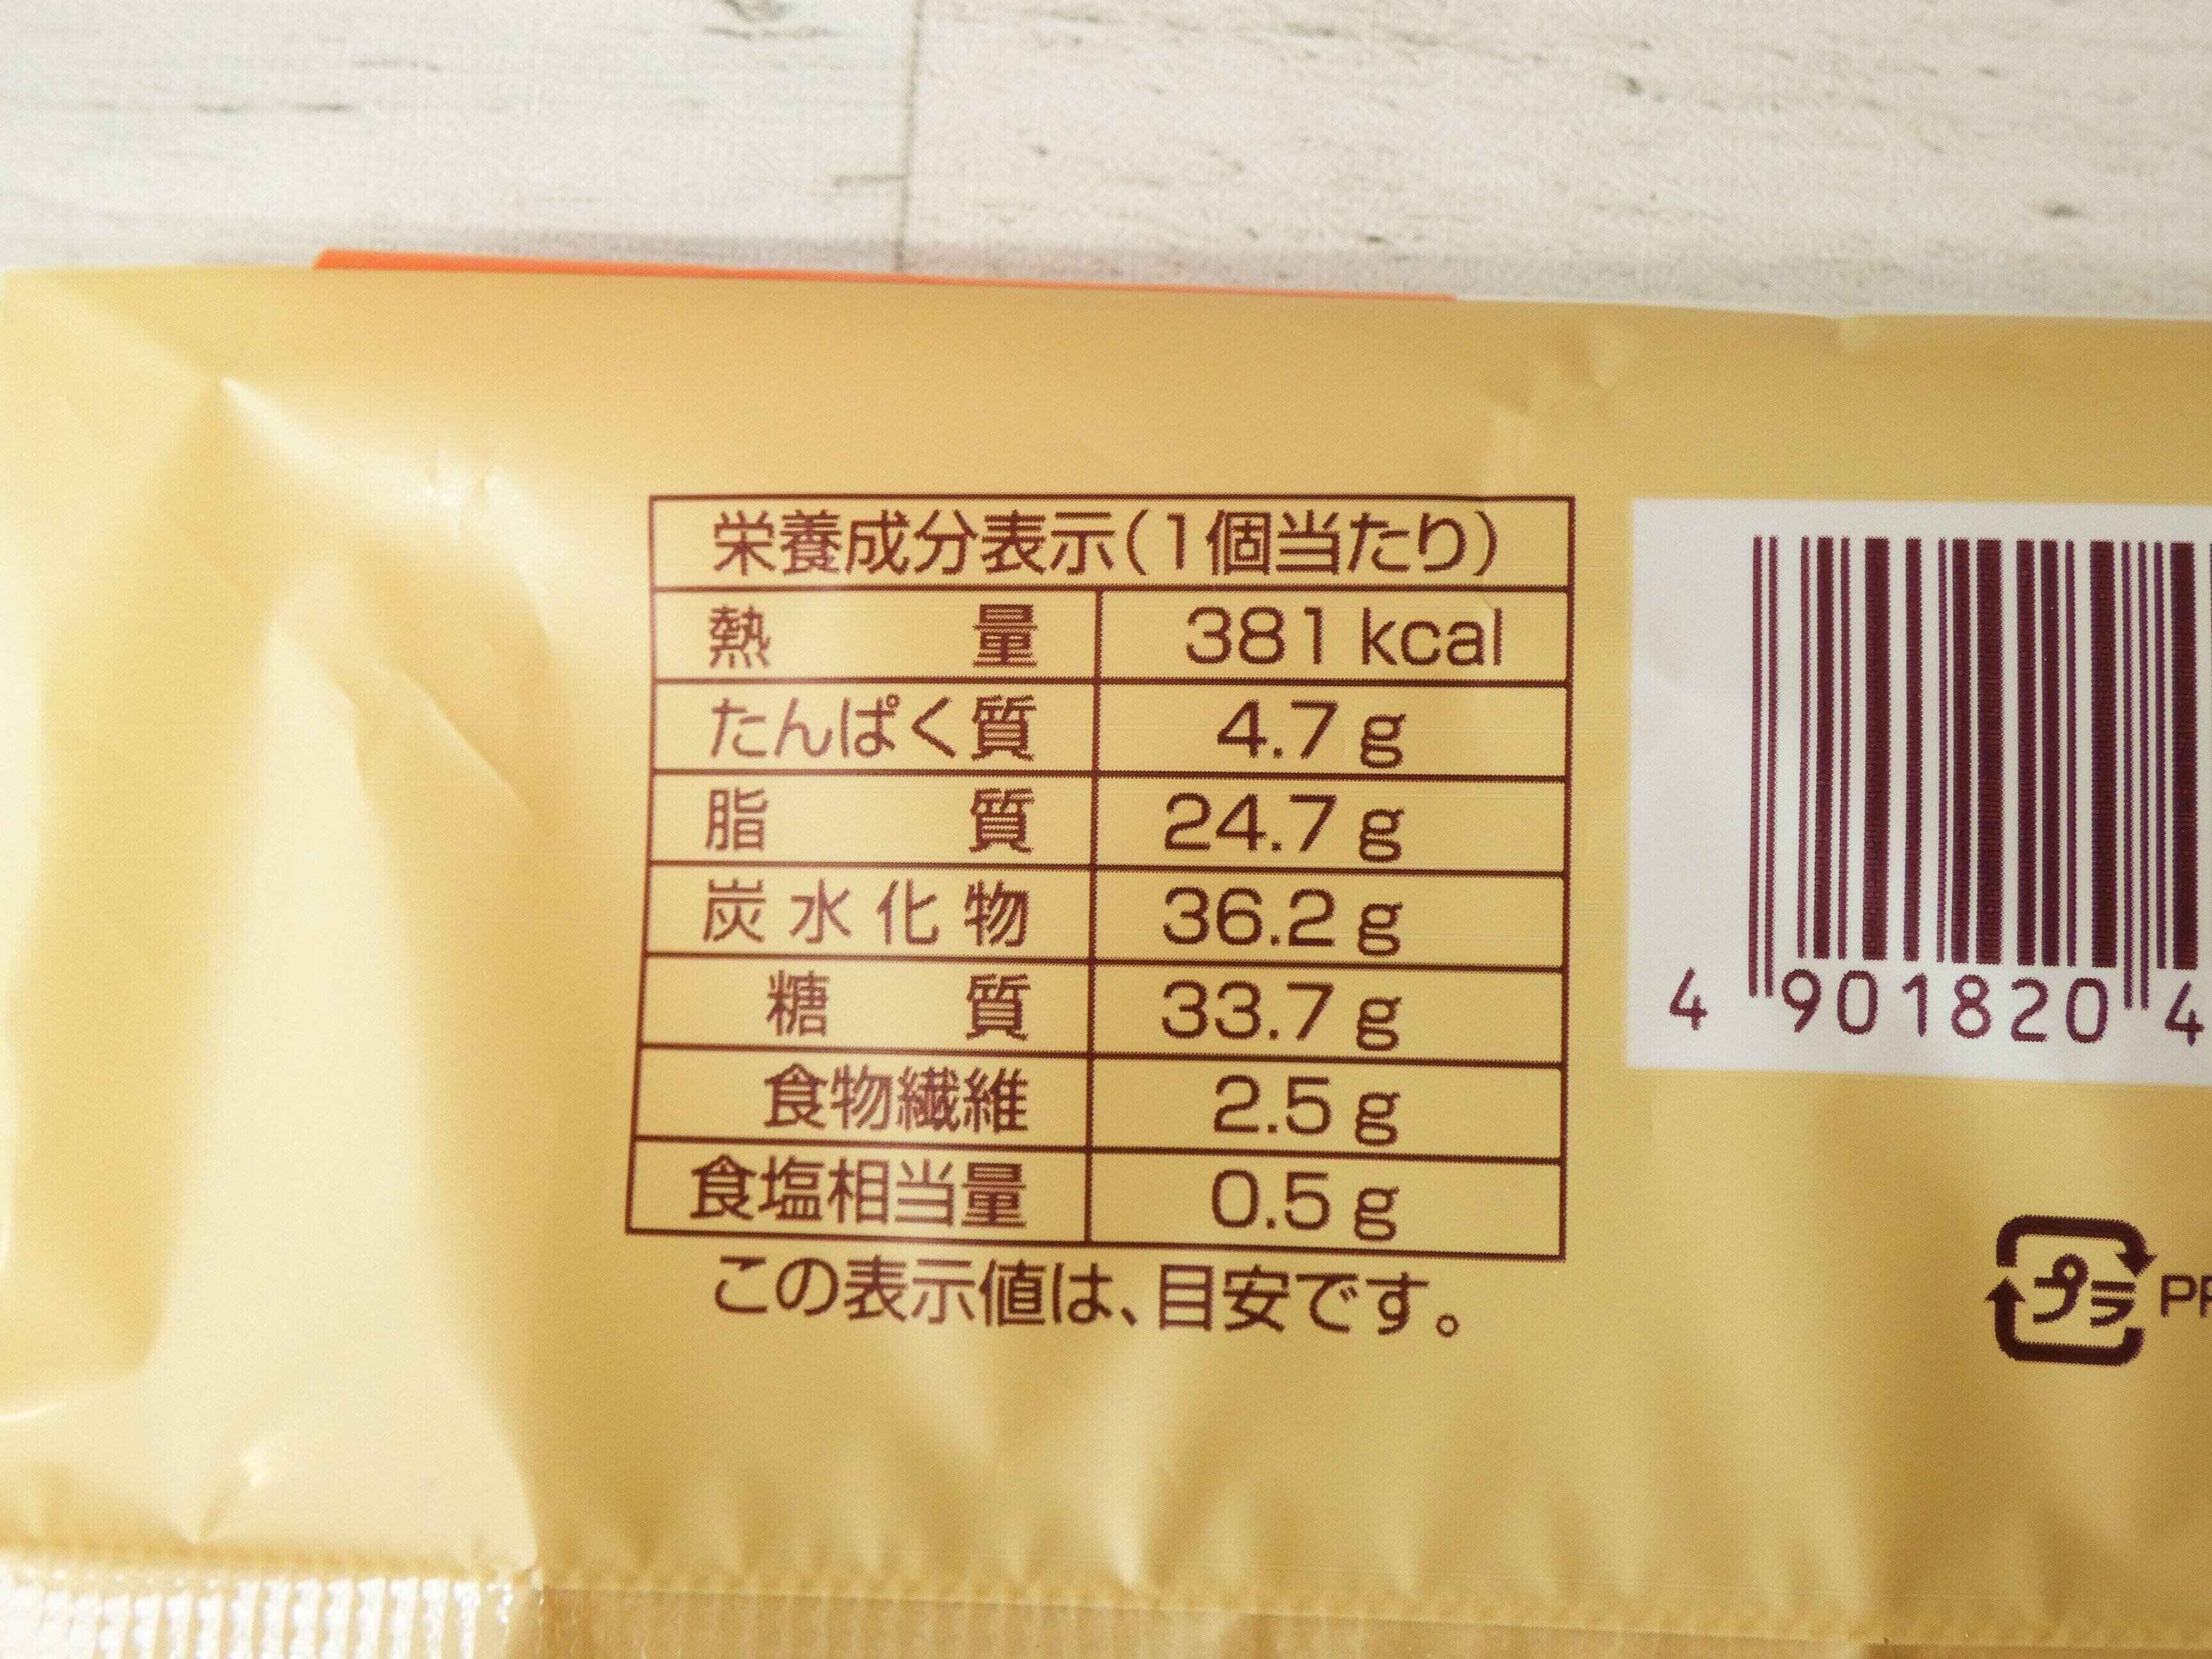 栄養成分表示(1個当たり)
熱量 381 kcal
たんぱく質 4.7 g
脂質 24.7 g
炭水化物 36.2 g
糖質 33.7 g
食物繊維 2.5 g
食塩相当量 0.5 g
この表示値は、目安です。
4 901820 4
プラ